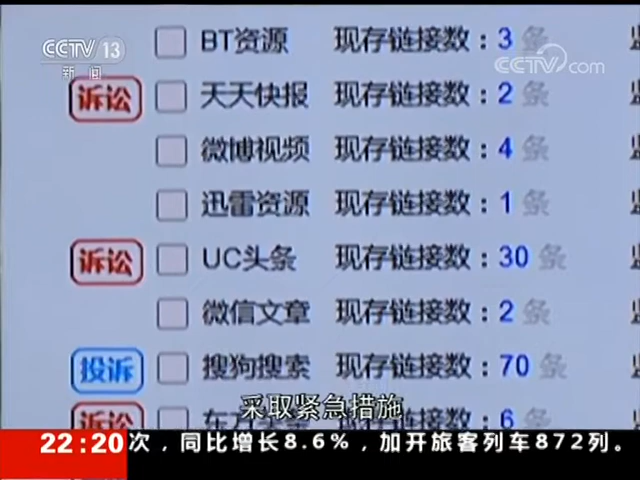 CCTV 13
新闻
CCTV.com
BT资源 现存链接数：3 条
诉讼 天天快报 现存链接数：2 条
微博视频 现存链接数：4 条
迅雷资源 现存链接数：1 条
诉讼 UC头条 现存链接数：30 条
微信文章 现存链接数：2 条
投诉 搜狗搜索 现存链接数：70 条
诉讼 东方头条 现存链接数：6 条
采取紧急措施
22:20 次，同比增长8.6%，加开旅客列车872列。